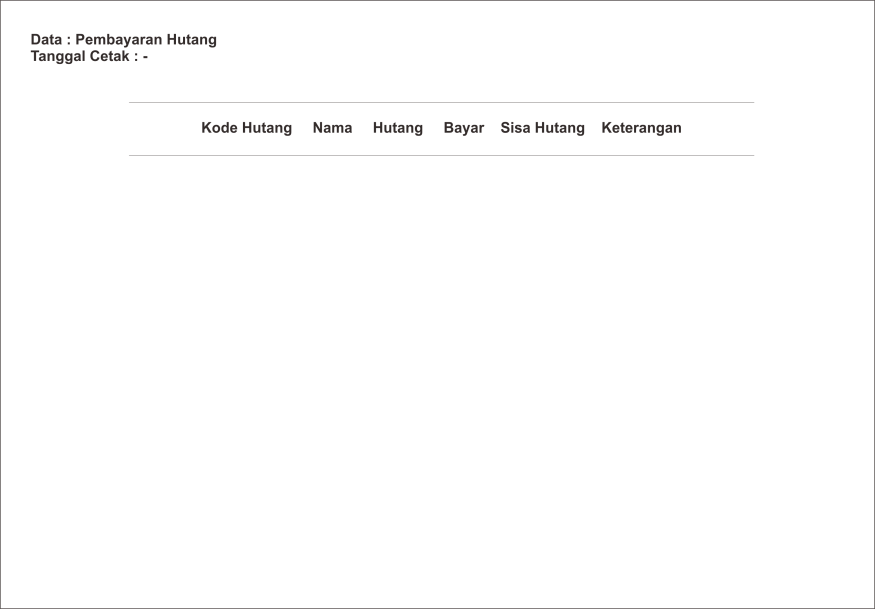 Data : Pembayaran Hutang
Tanggal Cetak : -
Kode Hutang Nama Hutang Bayar Sisa Hutang Keterangan